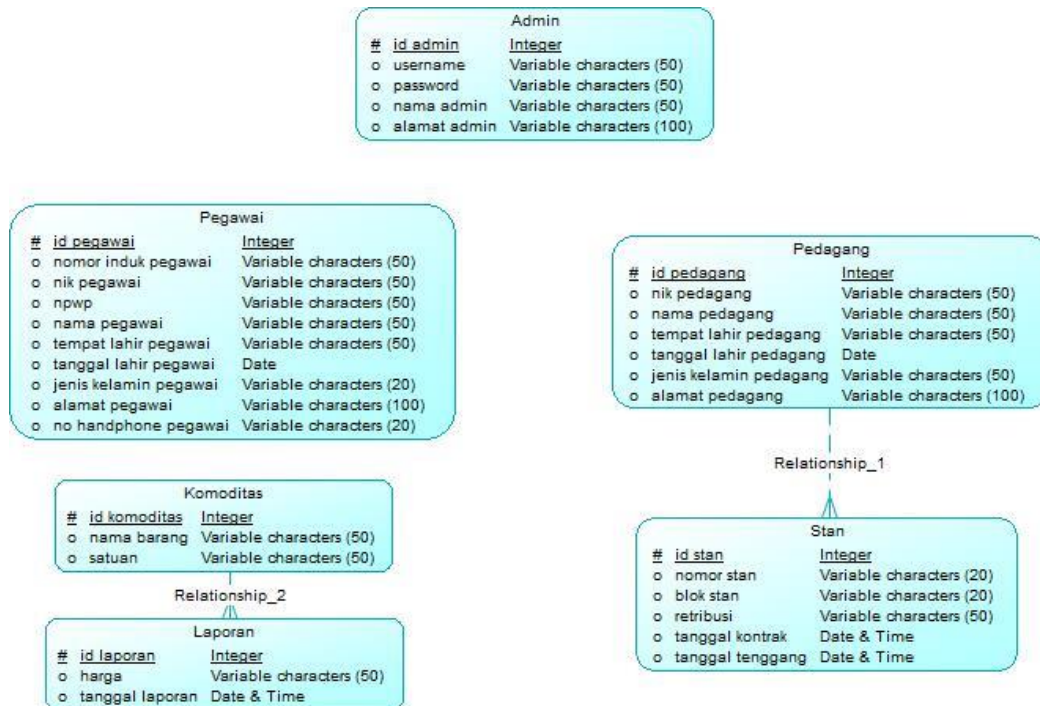 Admin
# id admin Integer
o username Variable characters (50)
o password Variable characters (50)
o nama admin Variable characters (50)
o alamat admin Variable characters (100)
Pegawai
# id pegawai Integer
o nomor induk pegawai Variable characters (50)
o nik pegawai Variable characters (50)
o npwp Variable characters (50)
o nama pegawai Variable characters (50)
o tempat lahir pegawai Variable characters (50)
o tanggal lahir pegawai Date
o jenis kelamin pegawai Variable characters (20)
o alamat pegawai Variable characters (100)
o no handphone pegawai Variable characters (20)
Pedagang
# id pedagang Integer
o nik pedagang Variable characters (50)
o nama pedagang Variable characters (50)
o tempat lahir pedagang Variable characters (50)
o tanggal lahir pedagang Date
o jenis kelamin pedagang Variable characters (50)
o alamat pedagang Variable characters (100)
Relationship_1
Komoditas
# id komoditas Integer
o nama barang Variable characters (50)
o satuan Variable characters (50)
Relationship_2
Laporan
# id laporan Integer
o harga Variable characters (50)
o tanggal laporan Date & Time
Stan
# id stan Integer
o nomor stan Variable characters (20)
o blok stan Variable characters (20)
o retribusi Variable characters (50)
o tanggal kontrak Date & Time
o tanggal tenggang Date & Time